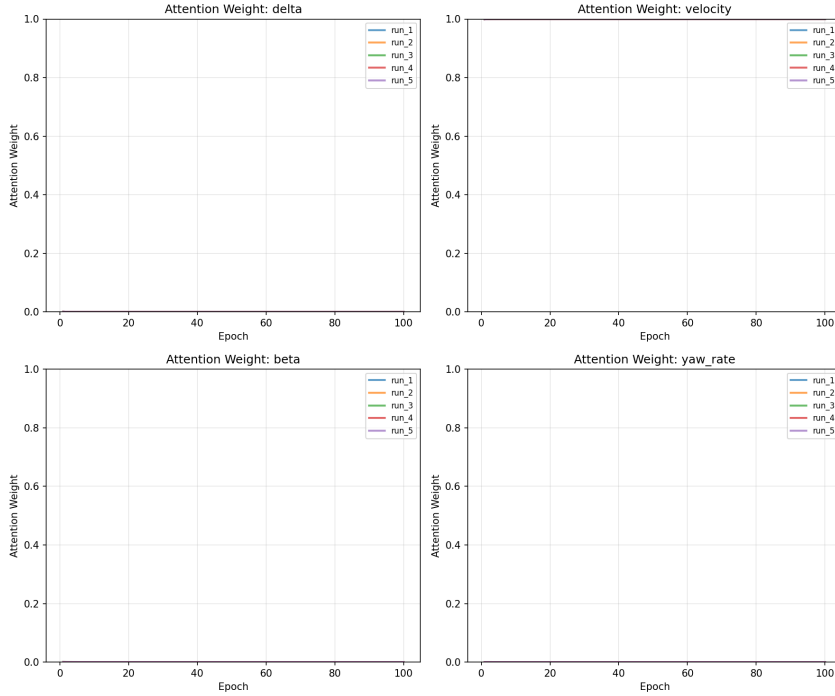 Attention Weight: delta
1.0
0.8
0.6
0.4
0.2
0.0
Attention Weight
0 20 40 60 80 100
Epoch
run_1
run_2
run_3
run_4
run_5
Attention Weight: velocity
1.0
0.8
0.6
0.4
0.2
0.0
Attention Weight
0 20 40 60 80 100
Epoch
run_1
run_2
run_3
run_4
run_5
Attention Weight: beta
1.0
0.8
0.6
0.4
0.2
0.0
Attention Weight
0 20 40 60 80 100
Epoch
run_1
run_2
run_3
run_4
run_5
Attention Weight: yaw_rate
1.0
0.8
0.6
0.4
0.2
0.0
Attention Weight
0 20 40 60 80 100
Epoch
run_1
run_2
run_3
run_4
run_5